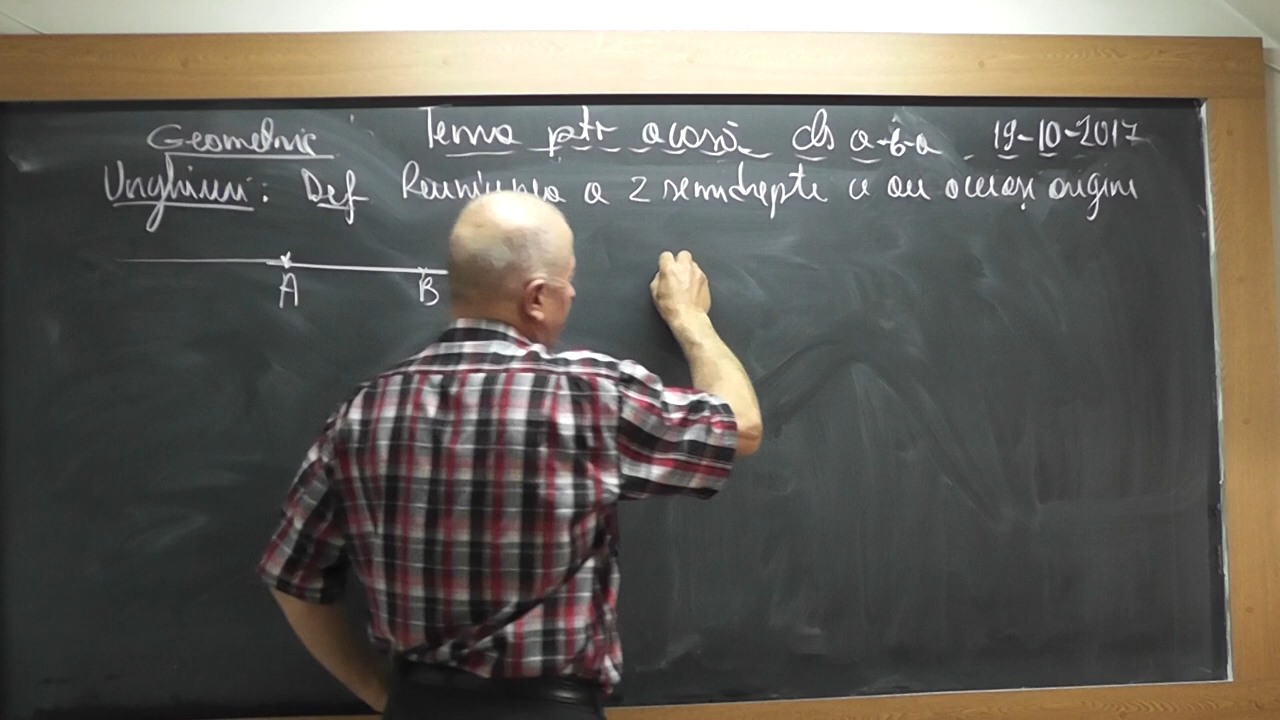 Geometrie Tema ptr acasă cls a-6-a 19-10-2017
Unghiuri: Def Reuniunea a 2 semidrepte ce au aceeași origine
A B